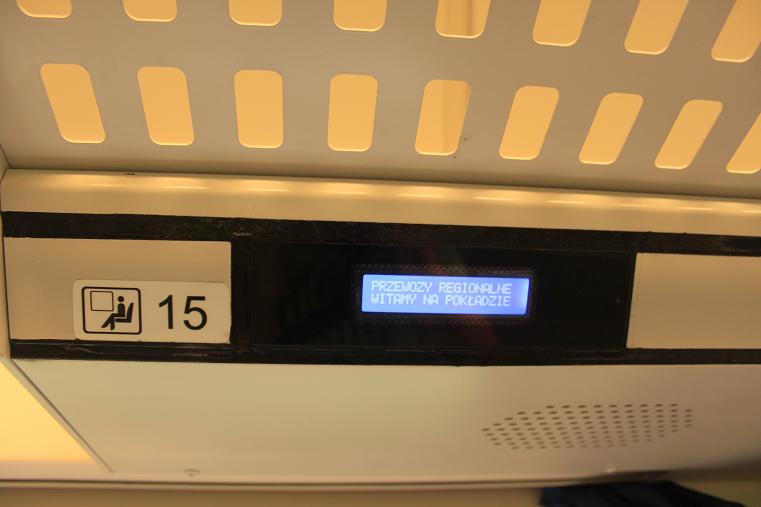 15
PRZEWOZY REGIONALNE
WITAMY NA POKŁADZIE